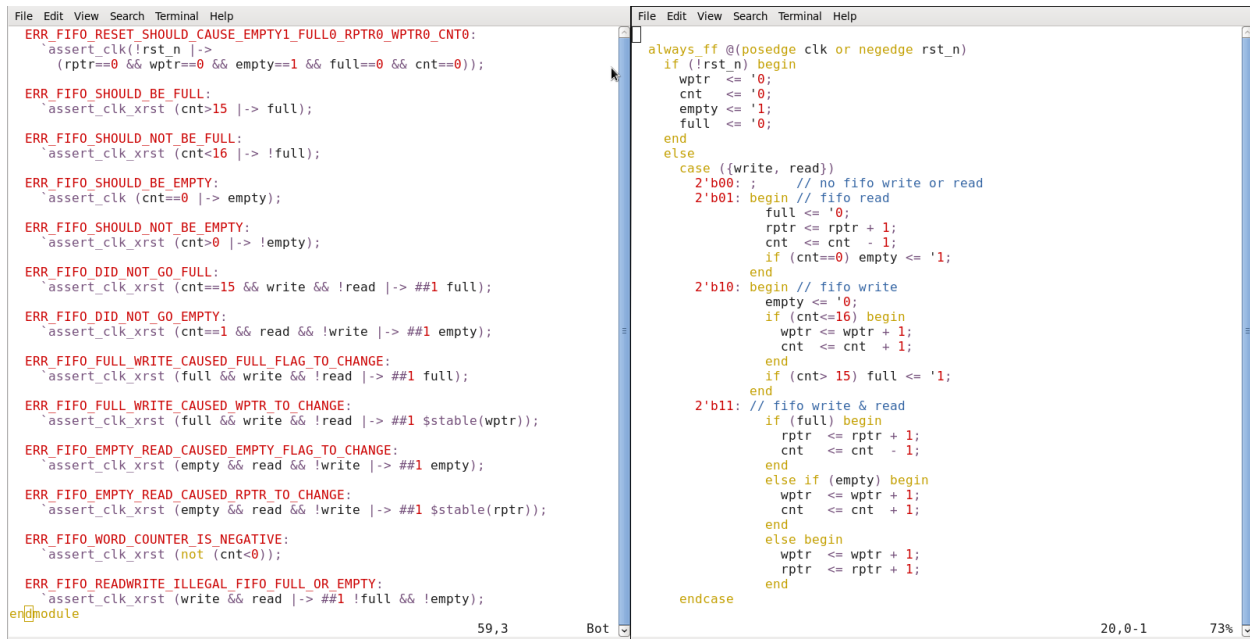 File Edit View Search Terminal Help
ERR_FIFO_RESET_SHOULD_CAUSE_EMPTY1_FULL0_RPTR0_WPTR0_CNT0:
`assert_clk(!rst_n |->
(rptr==0 && wptr==0 && empty==1 && full==0 && cnt==0));
ERR_FIFO_SHOULD_BE_FULL:
`assert_clk_xrst (cnt>15 |-> full);
ERR_FIFO_SHOULD_NOT_BE_FULL:
`assert_clk_xrst (cnt<16 |-> !full);
ERR_FIFO_SHOULD_BE_EMPTY:
`assert_clk (cnt==0 |-> empty);
ERR_FIFO_SHOULD_NOT_BE_EMPTY:
`assert_clk_xrst (cnt>0 |-> !empty);
ERR_FIFO_DID_NOT_GO_FULL:
`assert_clk_xrst (cnt==15 && write && !read |-> ##1 full);
ERR_FIFO_DID_NOT_GO_EMPTY:
`assert_clk_xrst (cnt==1 && read && !write |-> ##1 empty);
ERR_FIFO_FULL_WRITE_CAUSED_FULL_FLAG_TO_CHANGE:
`assert_clk_xrst (full && write && !read |-> ##1 full);
ERR_FIFO_FULL_WRITE_CAUSED_WPTR_TO_CHANGE:
`assert_clk_xrst (full && write && !read |-> ##1 $stable(wptr));
ERR_FIFO_EMPTY_READ_CAUSED_EMPTY_FLAG_TO_CHANGE:
`assert_clk_xrst (empty && read && !write |-> ##1 empty);
ERR_FIFO_EMPTY_READ_CAUSED_RPTR_TO_CHANGE:
`assert_clk_xrst (empty && read && !write |-> ##1 $stable(rptr));
ERR_FIFO_WORD_COUNTER_IS_NEGATIVE:
`assert_clk_xrst (not (cnt<0));
ERR_FIFO_READWRITE_ILLEGAL_FIFO_FULL_OR_EMPTY:
`assert_clk_xrst (write && read |-> ##1 !full && !empty);
endmodule
59,3 Bot
File Edit View Search Terminal Help
always_ff @(posedge clk or negedge rst_n)
if (!rst_n) begin
wptr <= '0;
cnt <= '0;
empty <= '1;
full <= '0;
end
else
case ({write, read})
2'b00: ; // no fifo write or read
2'b01: begin // fifo read
full <= '0;
rptr <= rptr + 1;
cnt <= cnt - 1;
if (cnt==0) empty <= '1;
end
2'b10: begin // fifo write
empty <= '0;
if (cnt<=16) begin
wptr <= wptr + 1;
cnt <= cnt + 1;
end
if (cnt> 15) full <= '1;
end
2'b11: // fifo write & read
if (full) begin
rptr <= rptr + 1;
cnt <= cnt - 1;
end
else if (empty) begin
wptr <= wptr + 1;
cnt <= cnt + 1;
end
else begin
wptr <= wptr + 1;
rptr <= rptr + 1;
end
endcase
20,0-1 73%